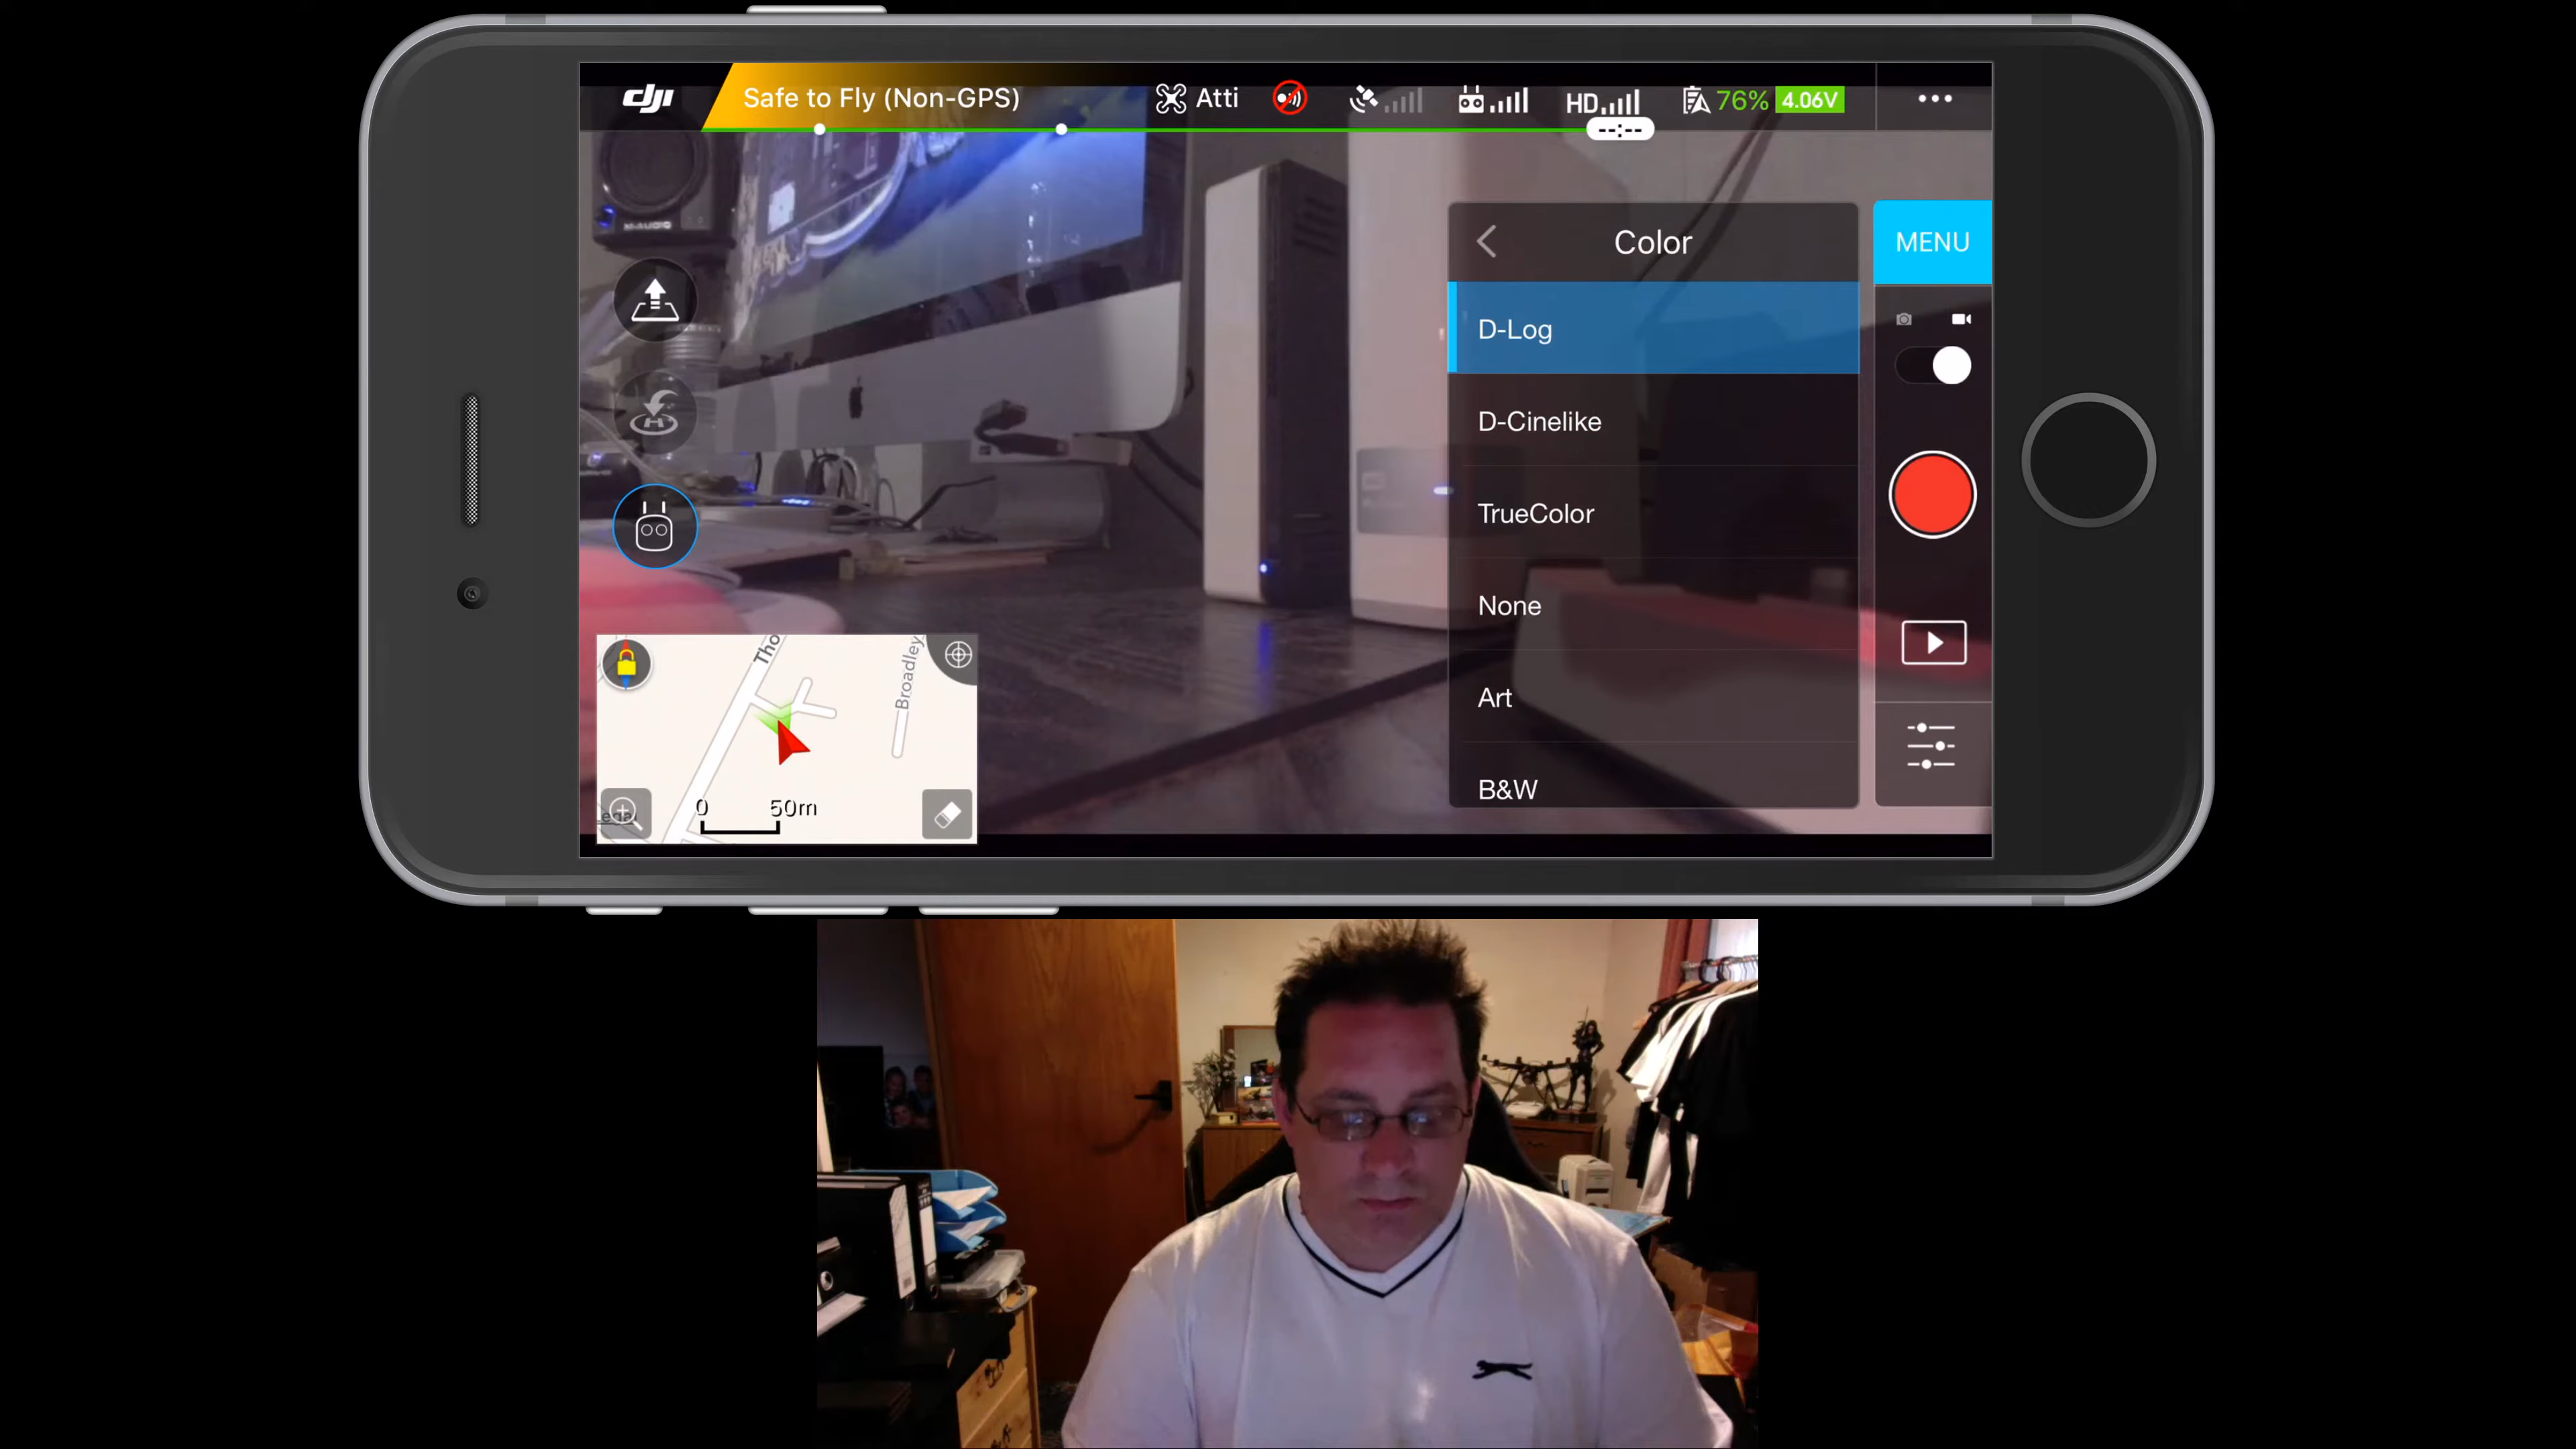 dji
Safe to Fly (Non-GPS)
Atti
HD
76%
4.06V
--:--
M-AUDIO
Color
MENU
D-Log
D-Cinelike
TrueColor
None
Art
B&W
Tho
Broadley
0 50m